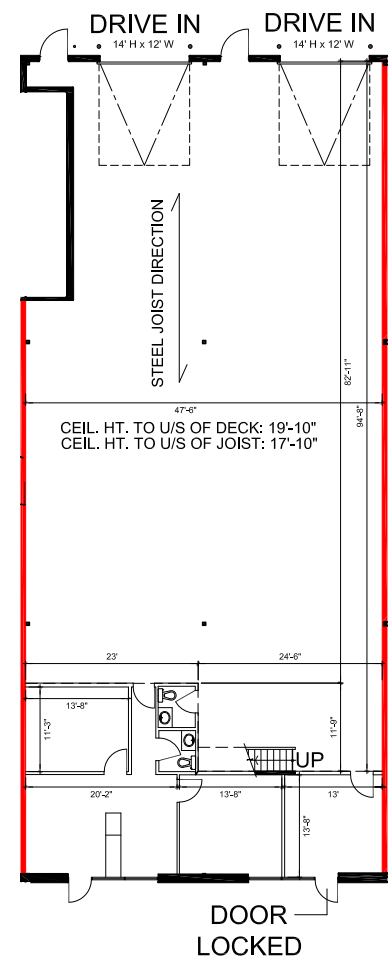 DRIVE IN
14' H x 12' W
DRIVE IN
14' H x 12' W
STEEL JOIST DIRECTION
82'-11"
94'-8"
47'-6"
CEIL. HT. TO U/S OF DECK: 19'-10"
CEIL. HT. TO U/S OF JOIST: 17'-10"
23'
24'-6"
13'-8"
11'-3"
11'-9"
UP
20'-2"
13'-8"
13'
13'-8"
DOOR
LOCKED